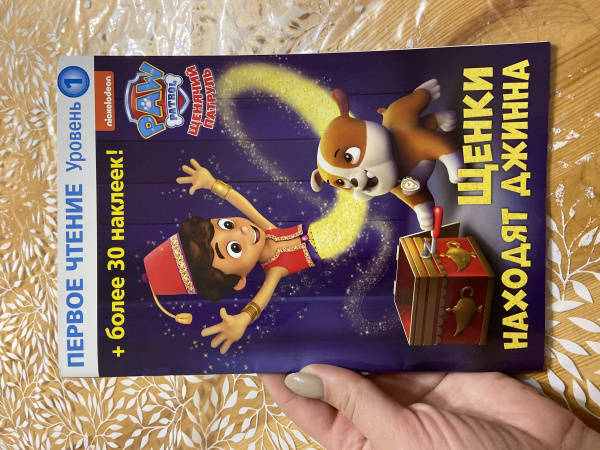 ПЕРВОЕ ЧТЕНИЕ Уровень 1
+ более 30 наклеек!
nickelodeon
PAW
PATROL
ЩЕНЯЧИЙ
ПАТРУЛЬ
ЩЕНКИ
НАХОДЯТ ДЖИННА